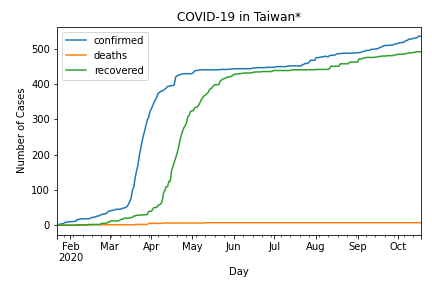 COVID-19 in Taiwan*
confirmed
deaths
recovered
Number of Cases
500
400
300
200
100
0
Feb Mar Apr May Jun Jul Aug Sep Oct
2020
Day